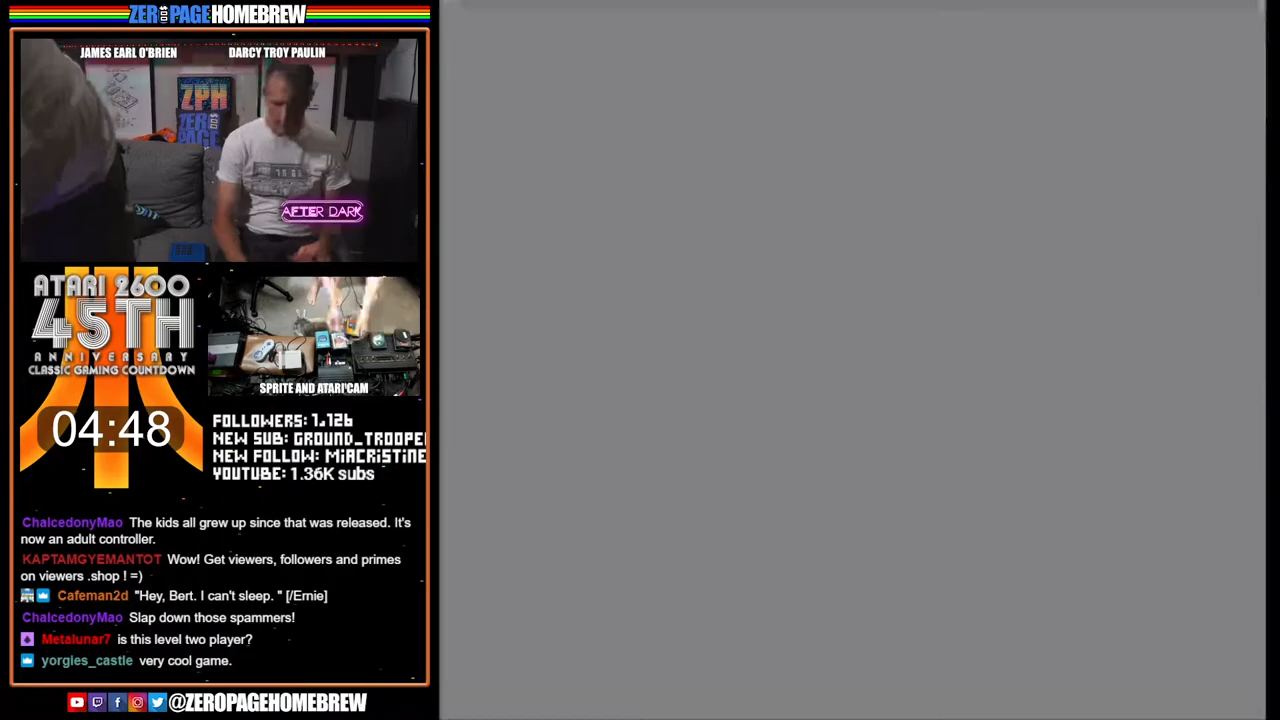 ZERO PAGE HOMEBREW
JAMES EARL O'BRIEN
DARCY TROY PAULIN
ZPH
ZERO
PAGE
AFTER DARK
ATARI 2600
45TH
ANNIVERSARY
CLASSIC GAMING COUNTDOWN
04:48
SPRITE AND ATARI CAM
FOLLOWERS: 1,126
NEW SUB: GROUND_TROOPE
NEW FOLLOW: MIACRISTINE
YOUTUBE: 1.36K subs
ChalcedonyMao The kids all grew up since that was released. It's
now an adult controller.
KAPTAMGYEMANTOT Wow! Get viewers, followers and primes
on viewers .shop ! =)
Cafeman2d "Hey, Bert. I can't sleep. " [/Ernie]
ChalcedonyMao Slap down those spammers!
Metalunar7 is this level two player?
yorgies_castle very cool game.
@ZEROPAGEHOMEBREW